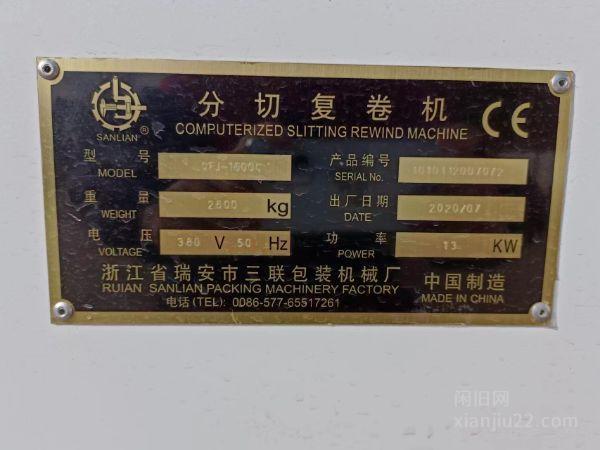 SANLIAN ®
分切复卷机
COMPUTERIZED SLITTING REWIND MACHINE
CE
型号
MODEL
产品编号
SERIAL No.
重量 2600 kg
WEIGHT
出厂日期 2020/07
DATE
电压 380 V 50 Hz
VOLTAGE
功率 13 KW
POWER
浙江省瑞安市三联包装机械厂
RUIAN SANLIAN PACKING MACHINERY FACTORY
电话(TEL): 0086-577-65517261
中国制造
MADE IN CHINA
闲旧网
xianjiu22.com